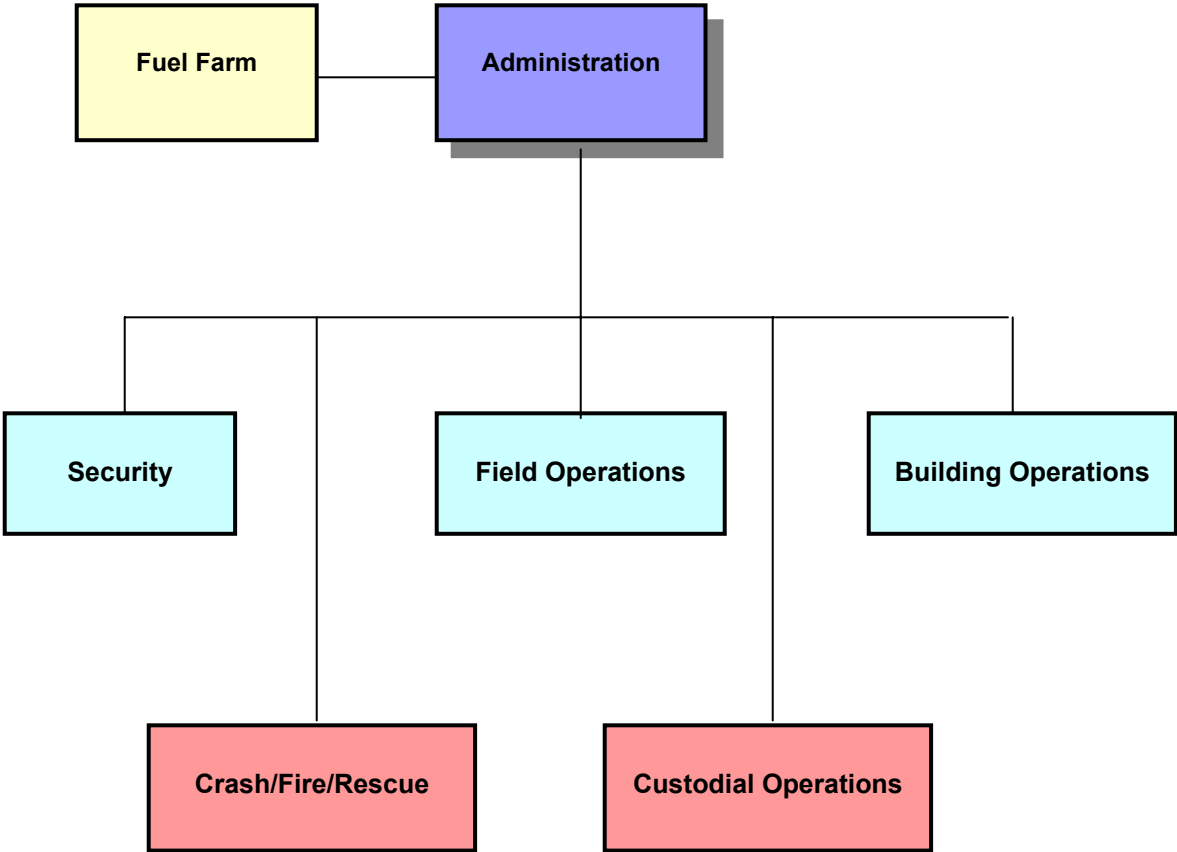 Fuel Farm
Administration
Security
Field Operations
Building Operations
Crash/Fire/Rescue
Custodial Operations